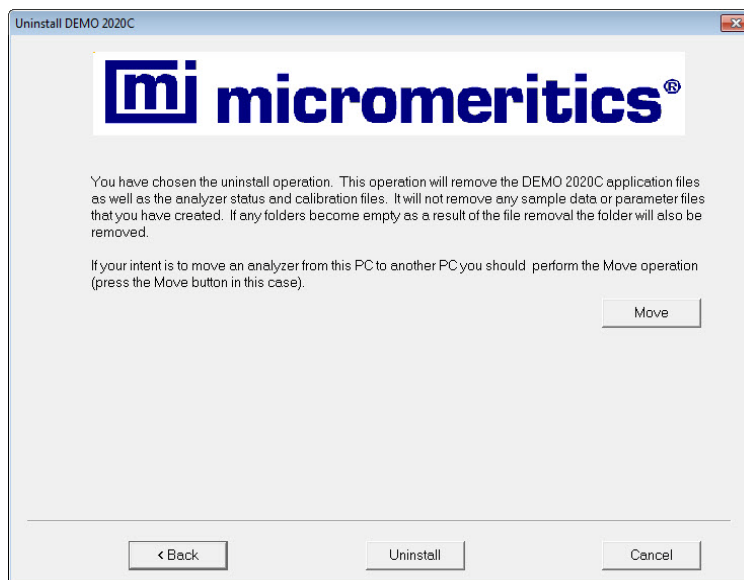 Uninstall DEMO 2020C
mi micromeritics®
You have chosen the uninstall operation. This operation will remove the DEMO 2020C application files
as well as the analyzer status and calibration files. It will not remove any sample data or parameter files
that you have created. If any folders become empty as a result of the file removal the folder will also be
removed.
If your intent is to move an analyzer from this PC to another PC you should perform the Move operation
(press the Move button in this case).
Move
< Back
Uninstall
Cancel